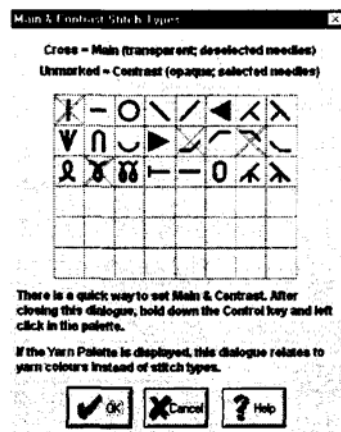 Main & Contrast Stitch Types
Cross = Main (transparent; deselected needles)
Unmarked = Contrast (opaque; selected needles)
There is a quick way to set Main & Contrast. After
closing this dialogue, hold down the Control key and left
click in the palette.
If the Yarn Palette is displayed, this dialogue relates to
yarn colours instead of stitch types.
OK Cancel ? Help